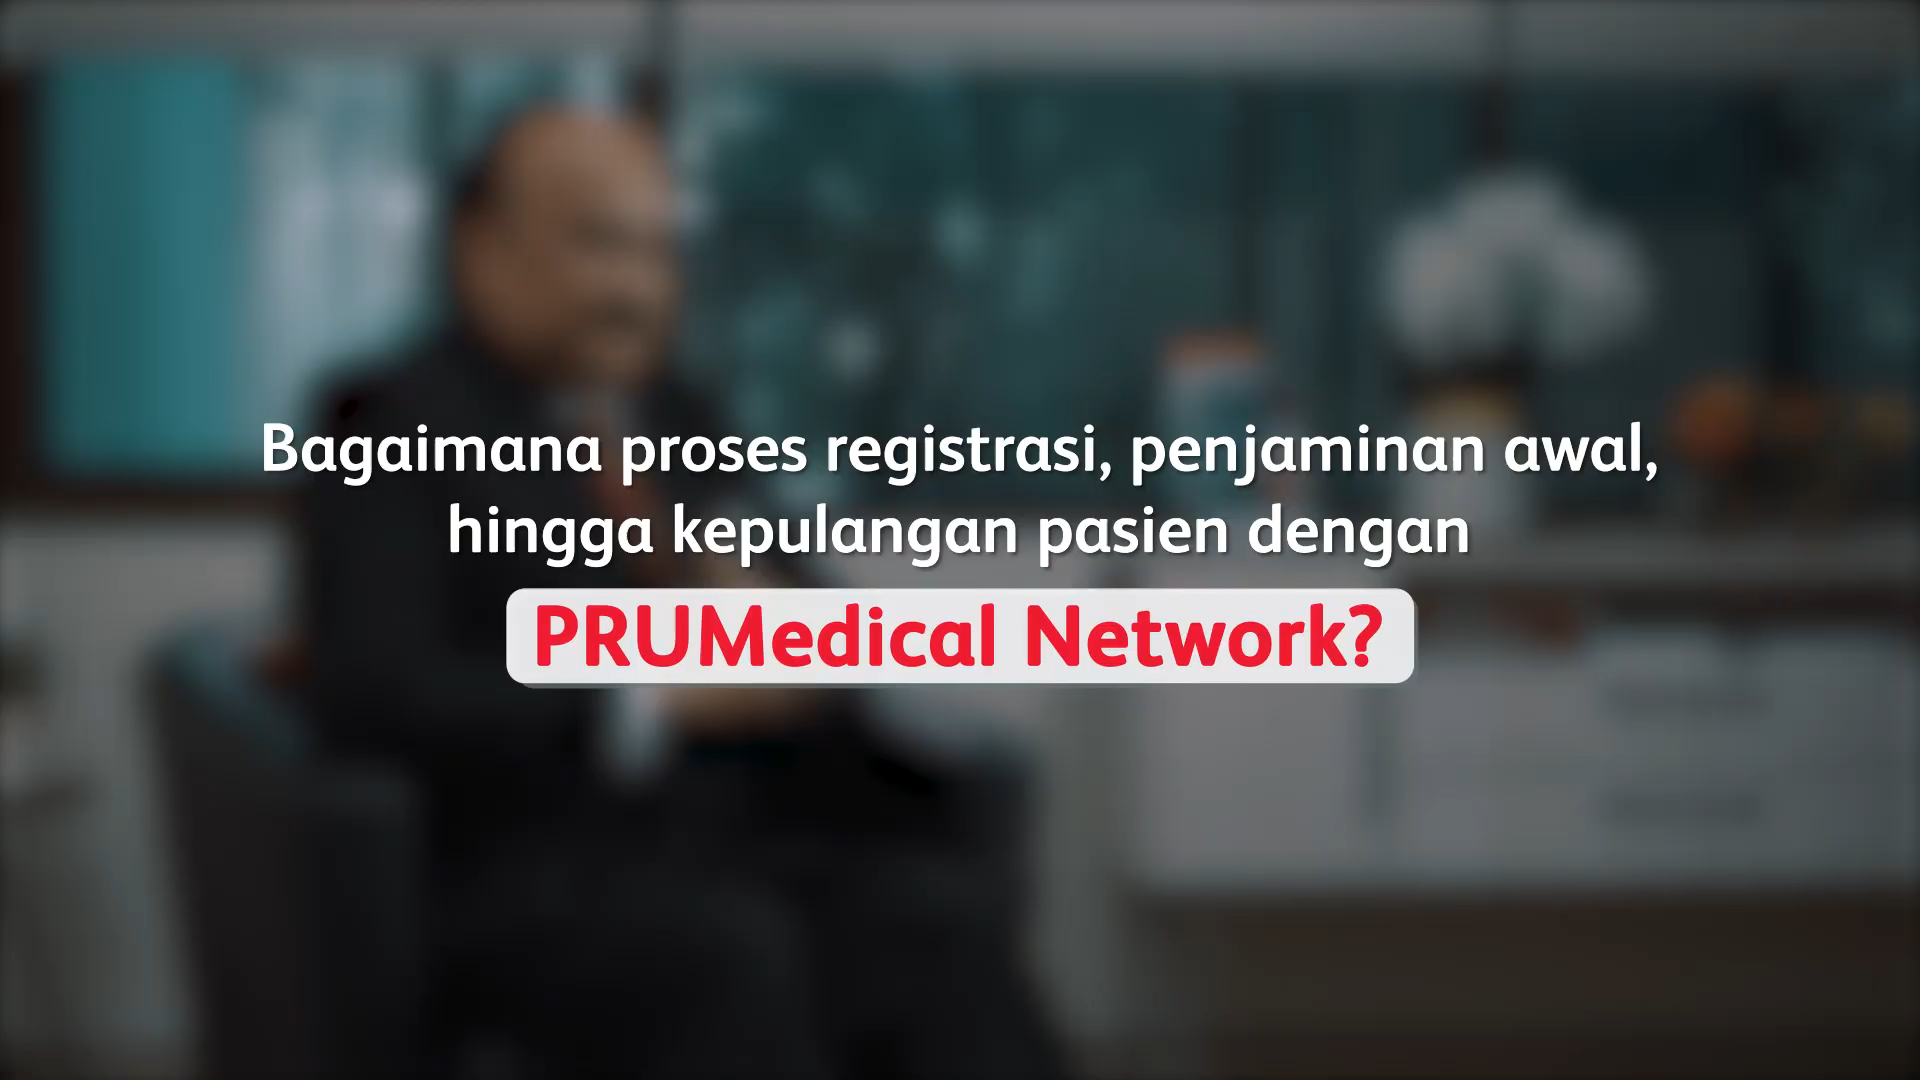 Bagaimana proses registrasi, penjaminan awal,
hingga kepulangan pasien dengan
PRUMedical Network?